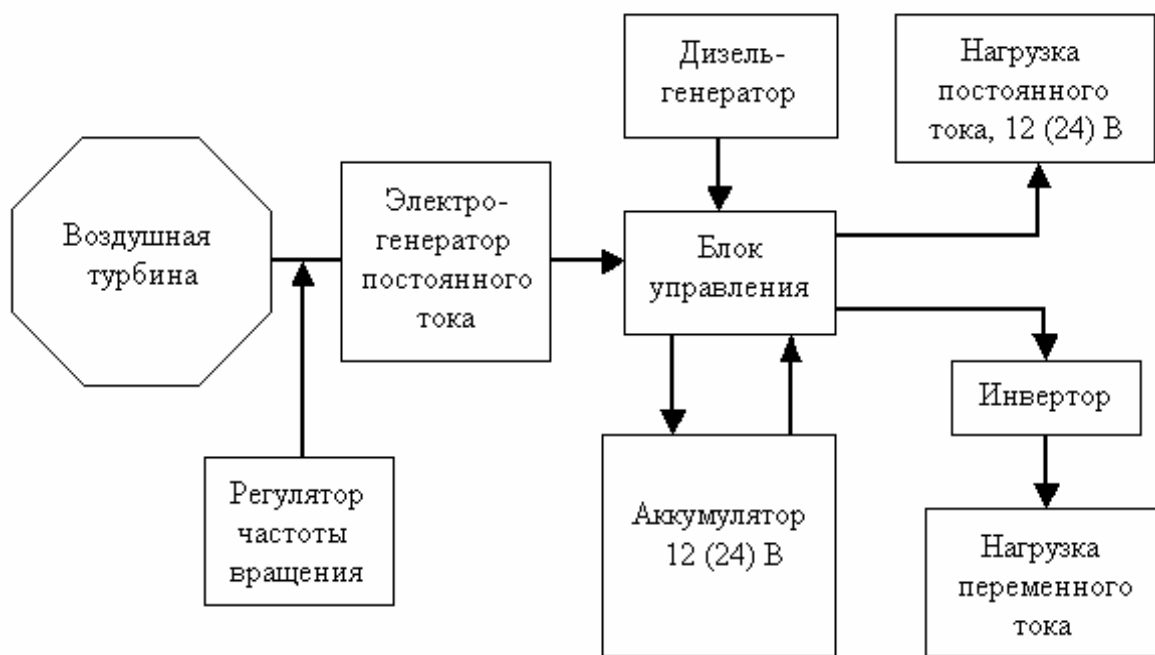 Дизель-
генератор
Нагрузка
постоянного
тока, 12 (24) В
Воздушная
турбина
Электро-
генератор
постоянного
тока
Блок
управления
Инвертор
Регулятор
частоты
вращения
Аккумулятор
12 (24) В
Нагрузка
переменного
тока